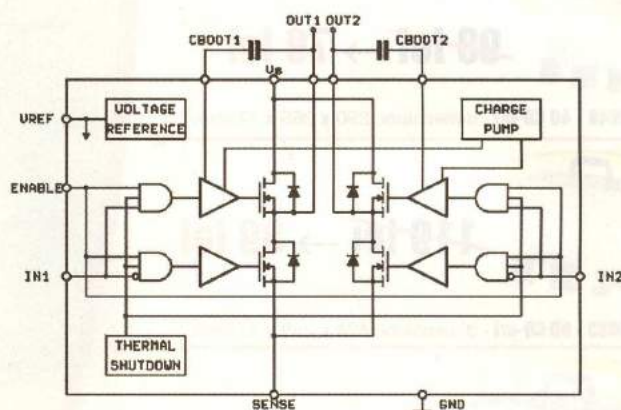 OUT1 OUT2
CBOOT1
CBOOT2
Vs
VREF
VOLTAGE
REFERENCE
CHARGE
PUMP
ENABLE
IN1
IN2
THERMAL
SHUTDOWN
SENSE
GND